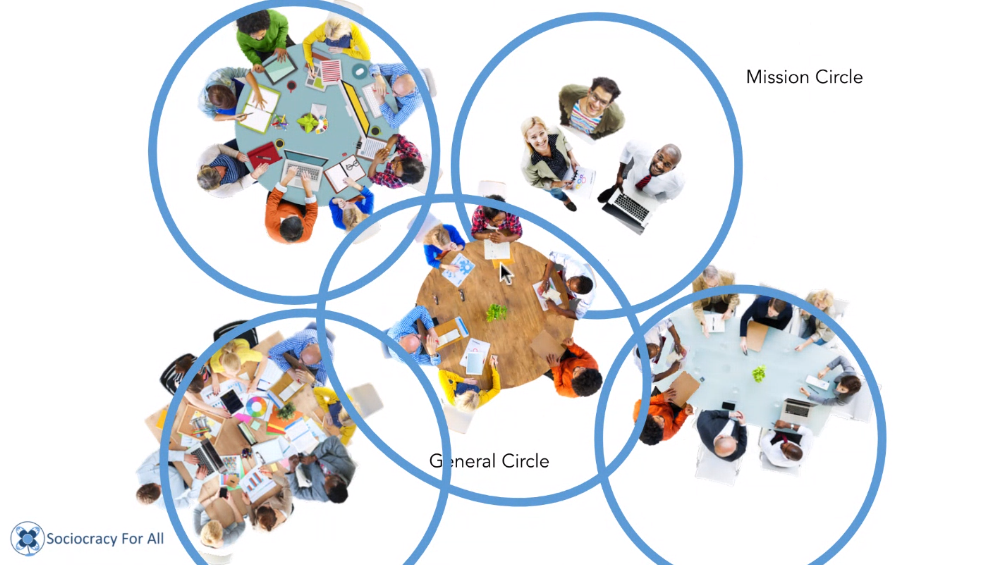 Mission Circle
General Circle
Sociocracy For All